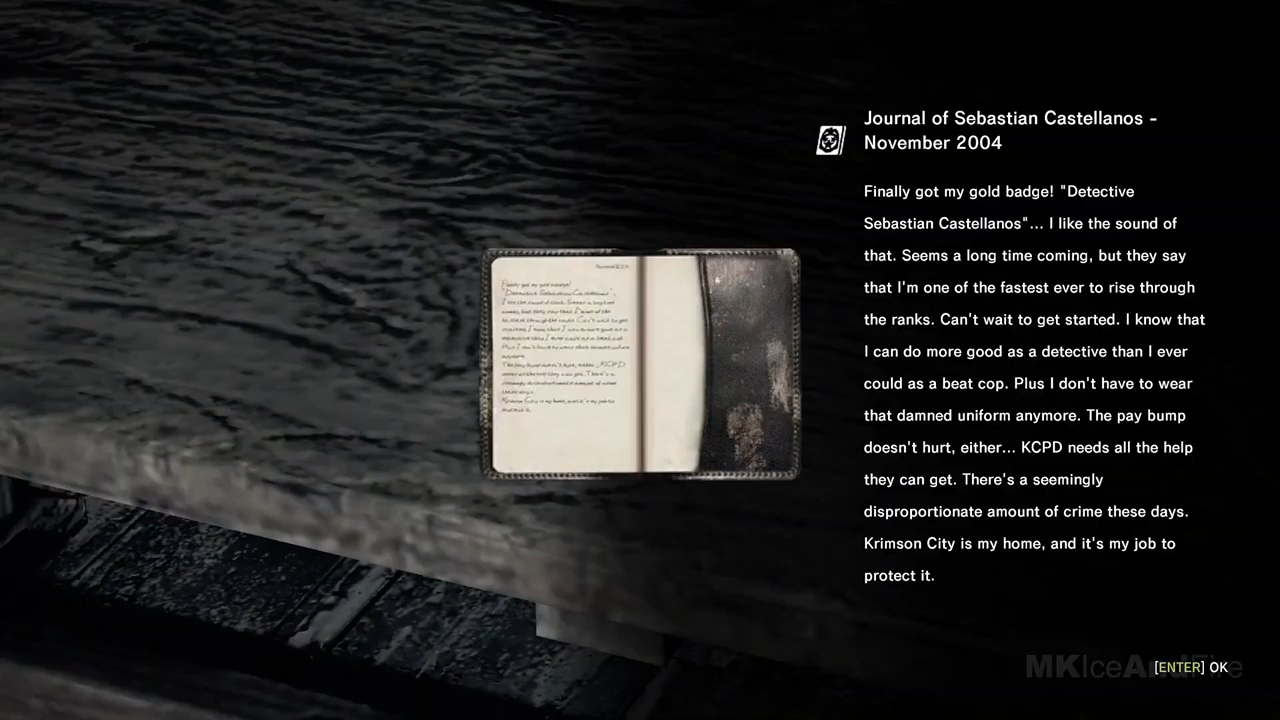 Journal of Sebastian Castellanos -
November 2004
Finally got my gold badge! "Detective
Sebastian Castellanos"... I like the sound of
that. Seems a long time coming, but they say
that I'm one of the fastest ever to rise through
the ranks. Can't wait to get started. I know that
I can do more good as a detective than I ever
could as a beat cop. Plus I don't have to wear
that damned uniform anymore. The pay bump
doesn't hurt, either... KCPD needs all the help
they can get. There's a seemingly
disproportionate amount of crime these days.
Krimson City is my home, and it's my job to
protect it.
MKIceAndFire
[ENTER] OK